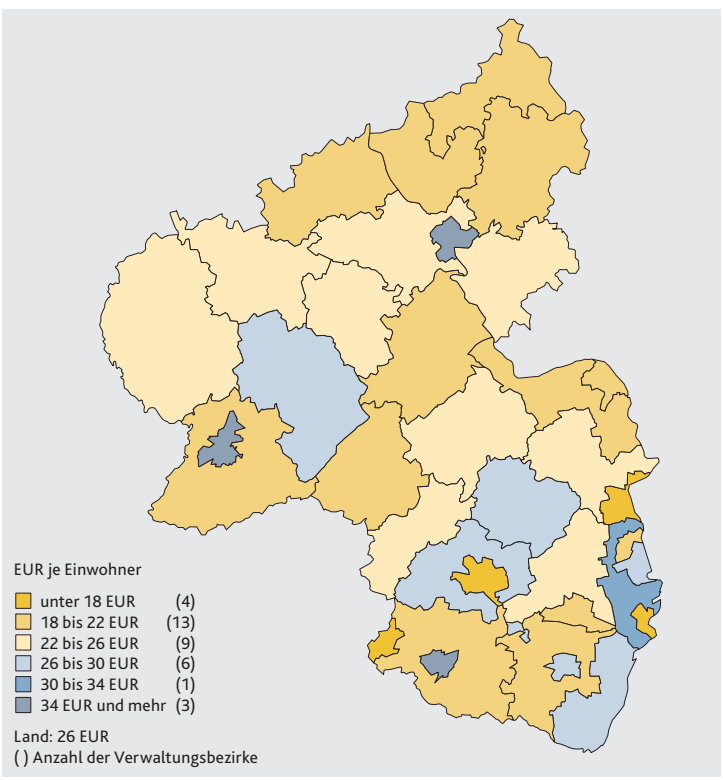 EUR je Einwohner
unter 18 EUR (4)
18 bis 22 EUR (13)
22 bis 26 EUR (9)
26 bis 30 EUR (6)
30 bis 34 EUR (1)
34 EUR und mehr (3)
Land: 26 EUR
( ) Anzahl der Verwaltungsbezirke